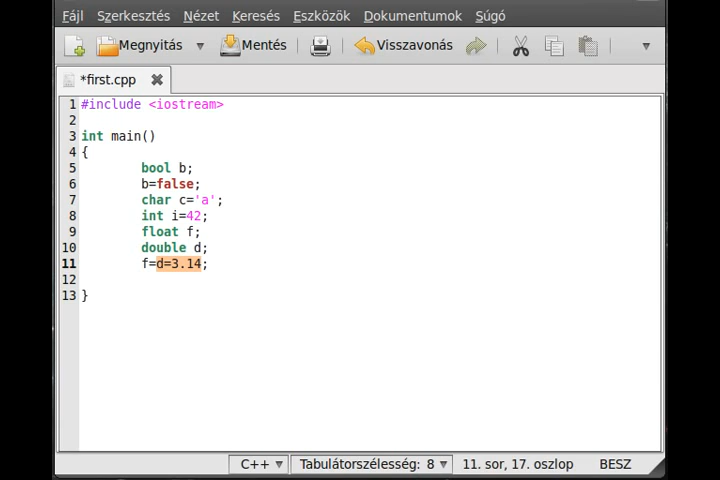 Fájl Szerkesztés Nézet Keresés Eszközök Dokumentumok Súgó
Megnyitás Mentés Visszavonás
*first.cpp
1 #include <iostream>
2
3 int main()
4 {
5 bool b;
6 b=false;
7 char c='a';
8 int i=42;
9 float f;
10 double d;
11 f=d=3.14;
12
13 }
C++ Tabulátorszélesség: 8 11. sor, 17. oszlop BESZ